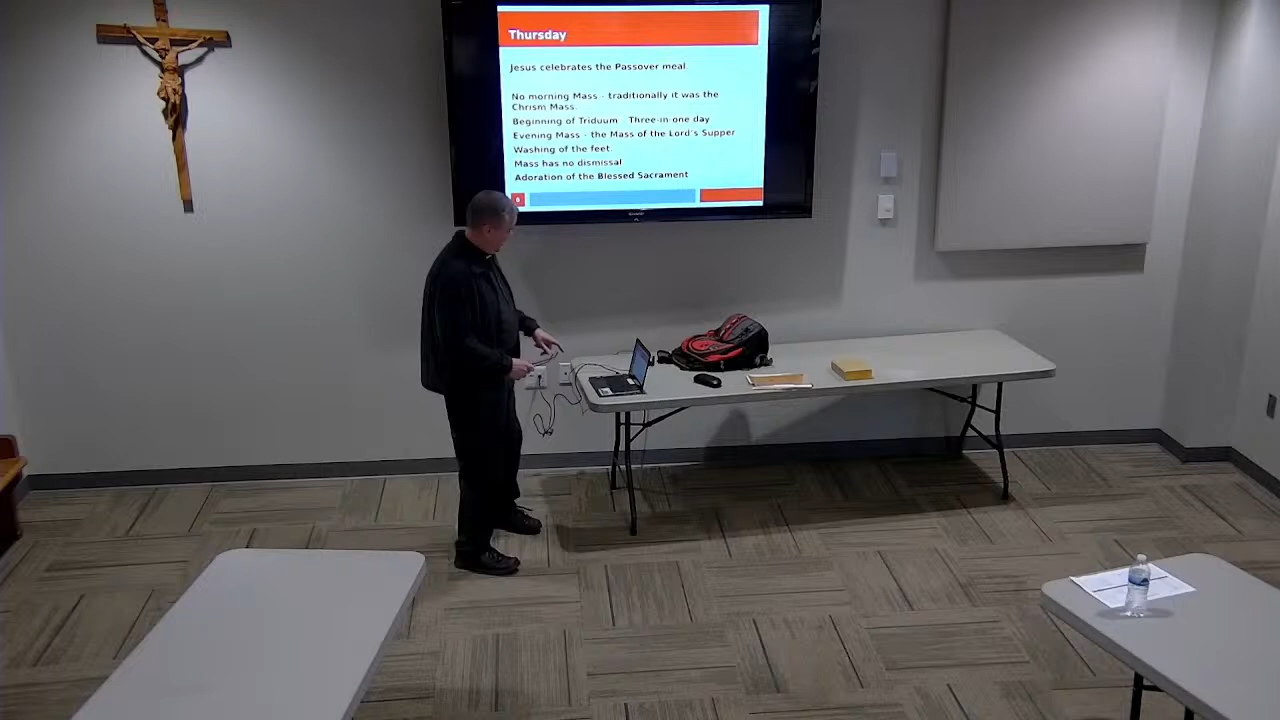 Thursday
Jesus celebrates the Passover meal.
No morning Mass - traditionally it was the
Chrism Mass.
Beginning of Triduum Three-in-one day
Evening Mass - the Mass of the Lord's Supper
Washing of the feet.
Mass has no dismissal
Adoration of the Blessed Sacrament